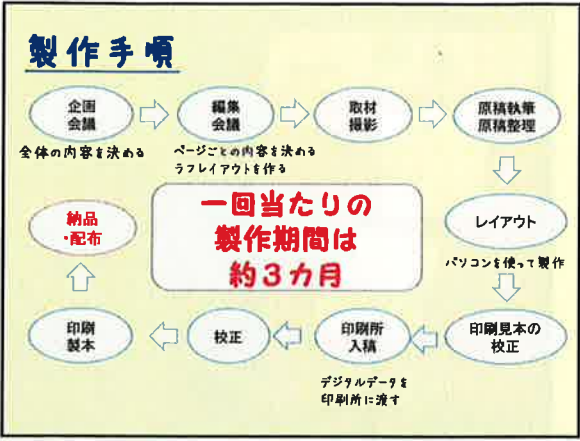 製作手順
企画
会議
全体の内容を決める
編集
会議
ページごとの内容を決める
ラフレイアウトを作る
取材
撮影
原稿執筆
原稿整理
レイアウト
パソコンを使って製作
印刷見本の
校正
印刷所
入稿
デジタルデータを
印刷所に渡す
校正
印刷
製本
納品
・配布
一回当たりの
製作期間は
約3カ月